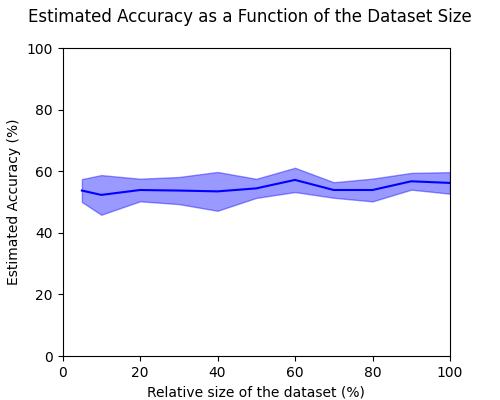 Estimated Accuracy as a Function of the Dataset Size
100
80
60
40
20
0
Estimated Accuracy (%)
0 20 40 60 80 100
Relative size of the dataset (%)